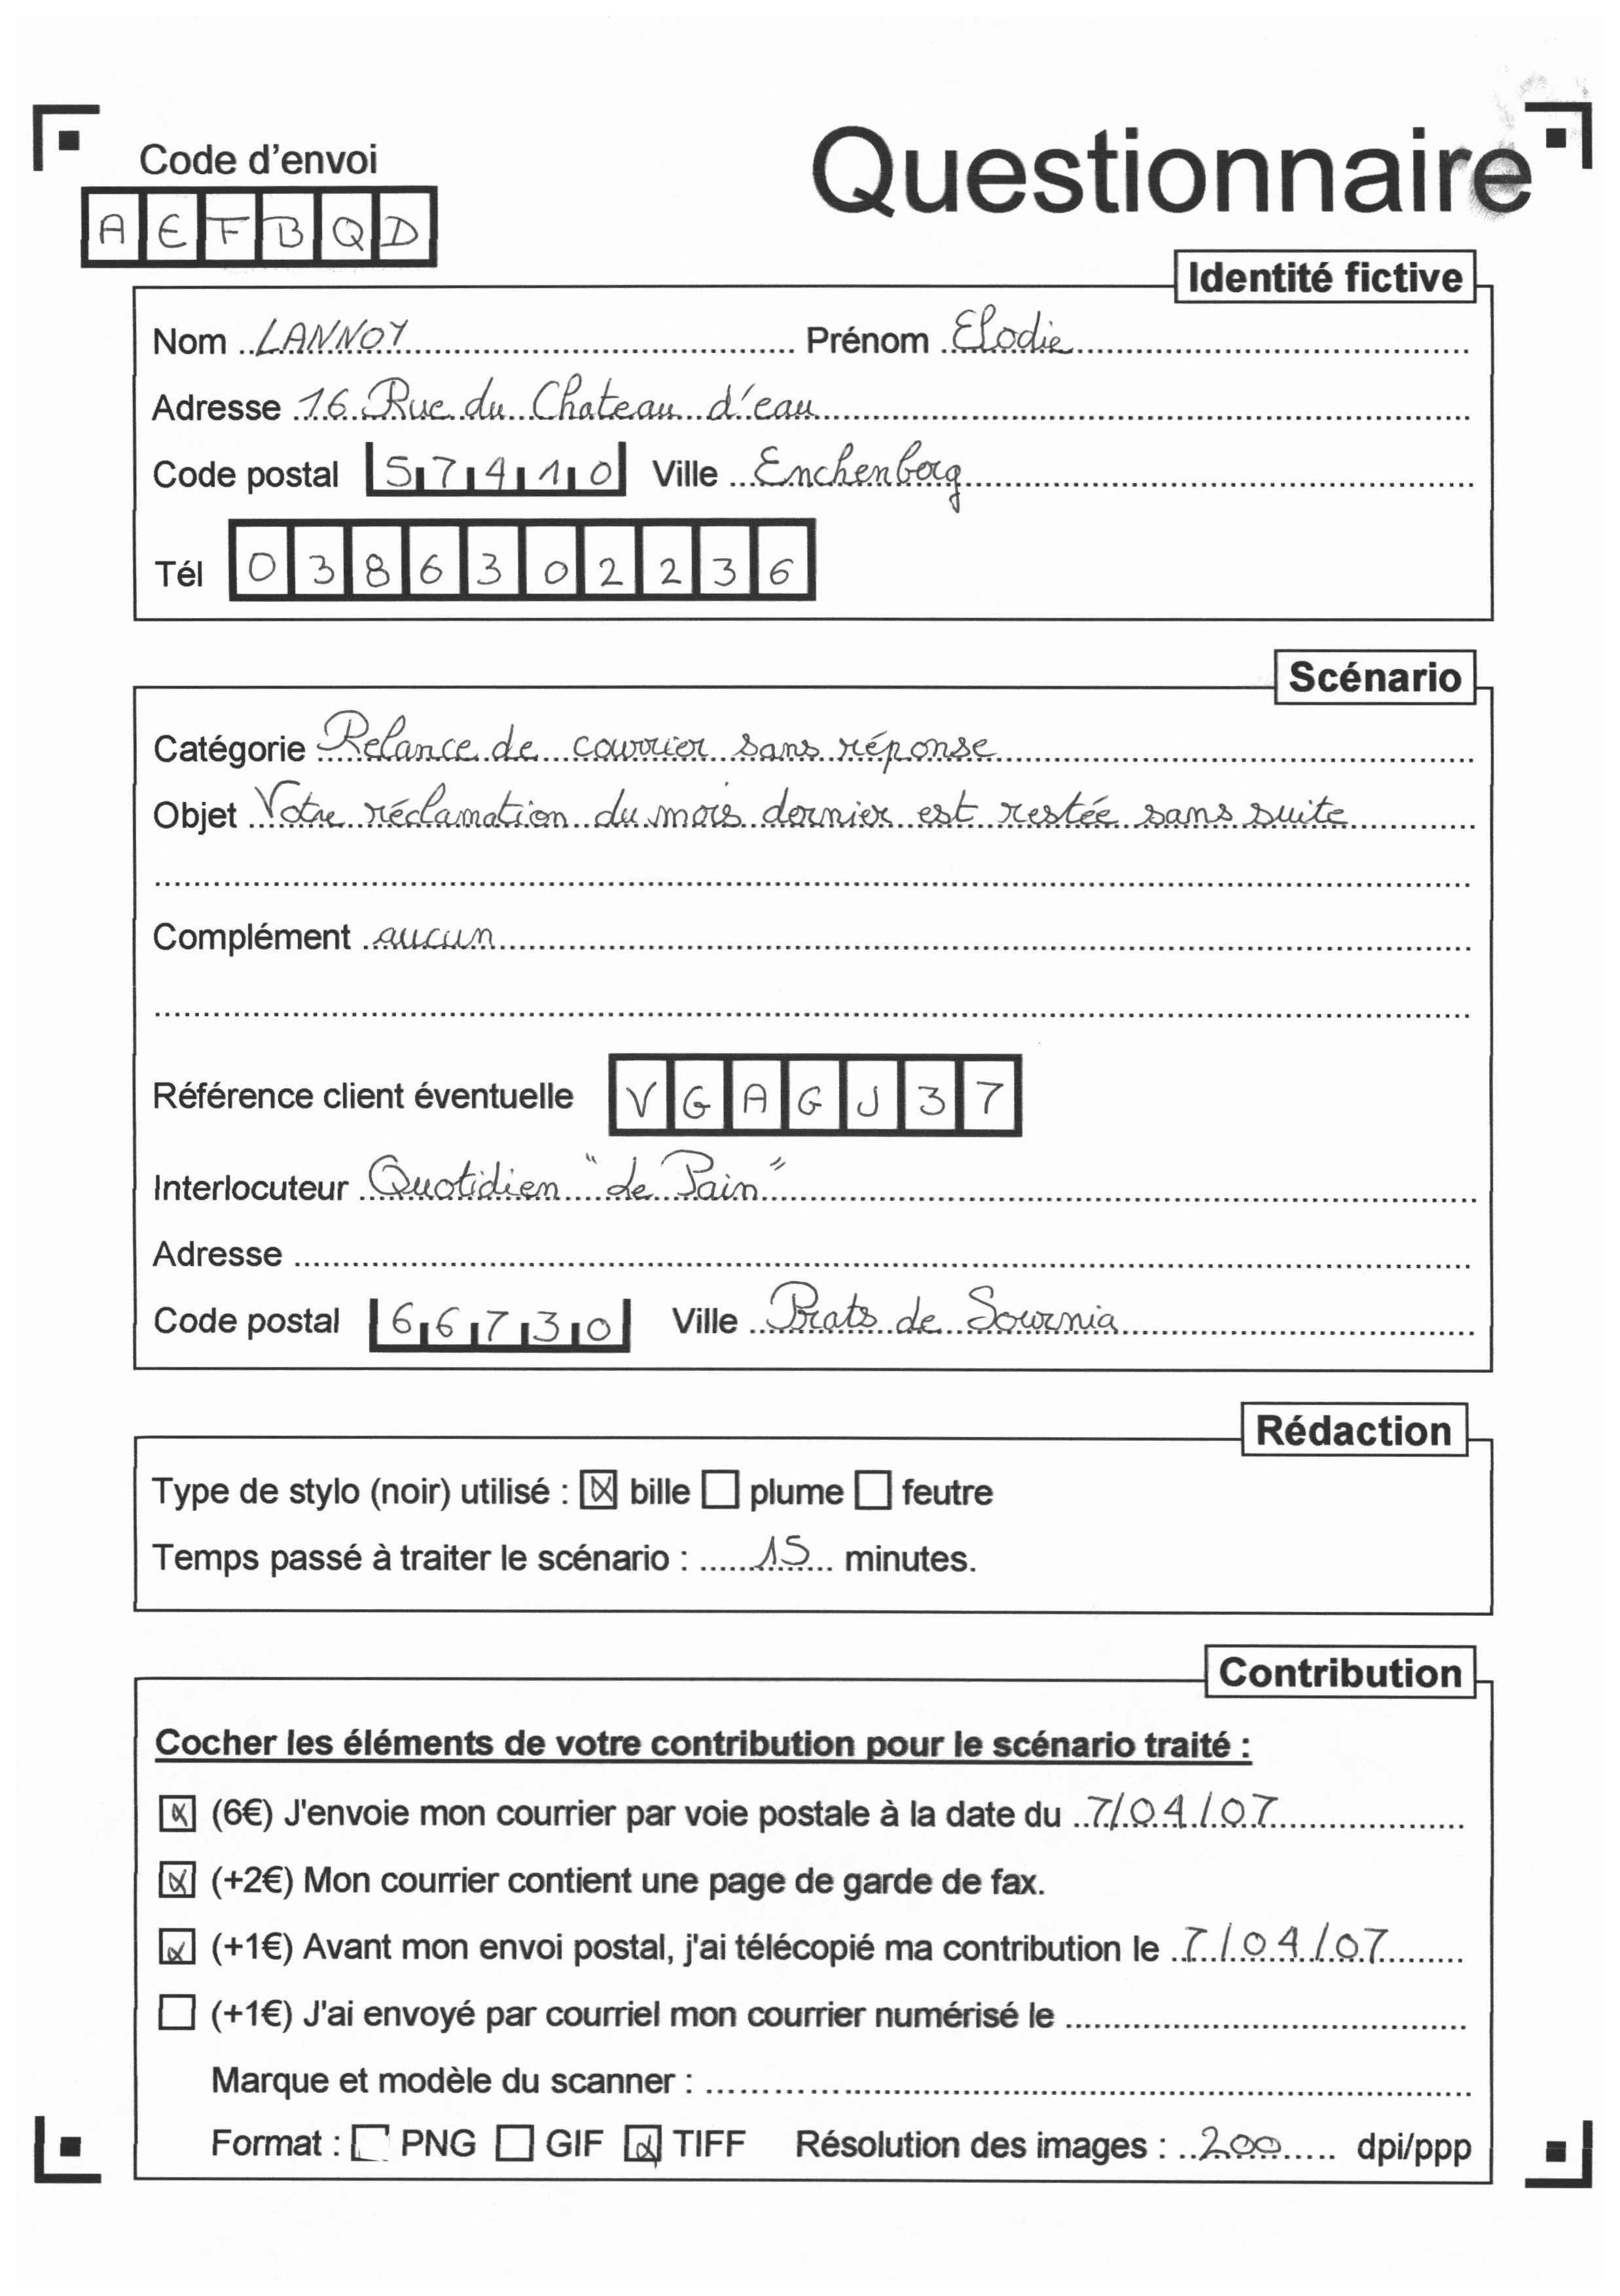 Questionnaire
Code d'envoi
AEFBQD
Identité fictive
Nom LANNOY Prénom Elodie
Adresse 16 Rue du Chateau d'eau
Code postal 57410 Ville Enchenberg
Tél 0386302236
Scénario
Catégorie Relance de courrier sans réponse
Objet Votre réclamation du mois dernier est restée sans suite
Complément aucun
Référence client éventuelle VGAGJ37
Interlocuteur Quotidien "Le Pain"
Adresse
Code postal 66730 Ville Prats de Sournia
Rédaction
Type de stylo (noir) utilisé : ☒ bille ☐ plume ☐ feutre
Temps passé à traiter le scénario : 15 minutes.
Contribution
Cocher les éléments de votre contribution pour le scénario traité :
☒ (6€) J'envoie mon courrier par voie postale à la date du 7/04/07
☒ (+2€) Mon courrier contient une page de garde de fax.
☒ (+1€) Avant mon envoi postal, j'ai télécopié ma contribution le 7/04/07
☐ (+1€) J'ai envoyé par courriel mon courrier numérisé le
Marque et modèle du scanner :
Format : ☐ PNG ☐ GIF ☒ TIFF Résolution des images : 200 dpi/ppp